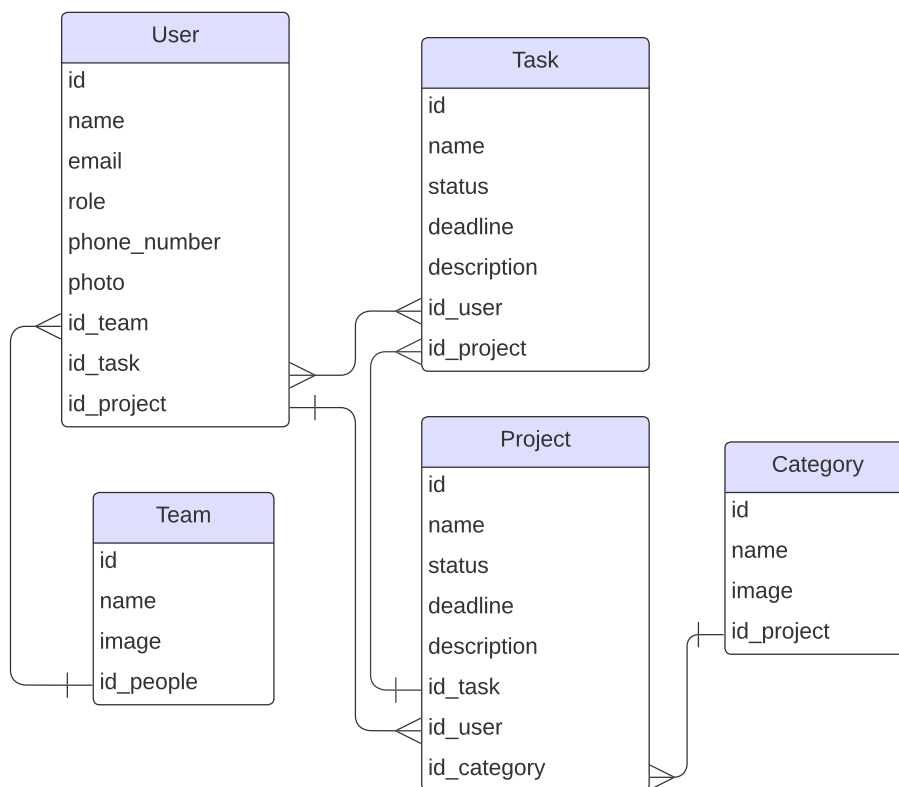 User
id
name
email
role
phone_number
photo
id_team
id_task
id_project
Task
id
name
status
deadline
description
id_user
id_project
Team
id
name
image
id_people
Project
id
name
status
deadline
description
id_task
id_user
id_category
Category
id
name
image
id_project